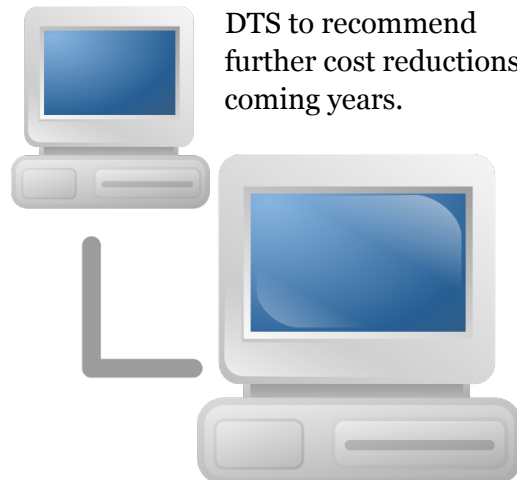 DTS to recommend
further cost reductions
coming years.